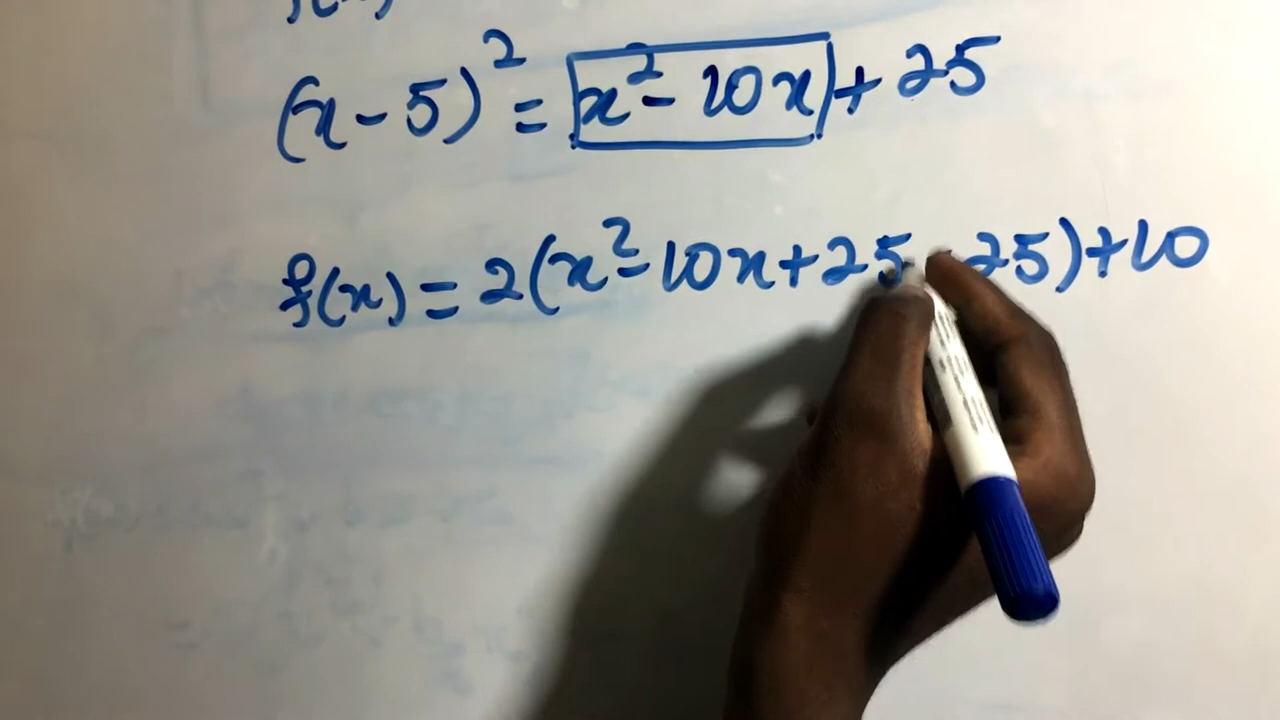 (x-5)² = x²-10x + 25
f(x) = 2(x²-10x+25-25)+10